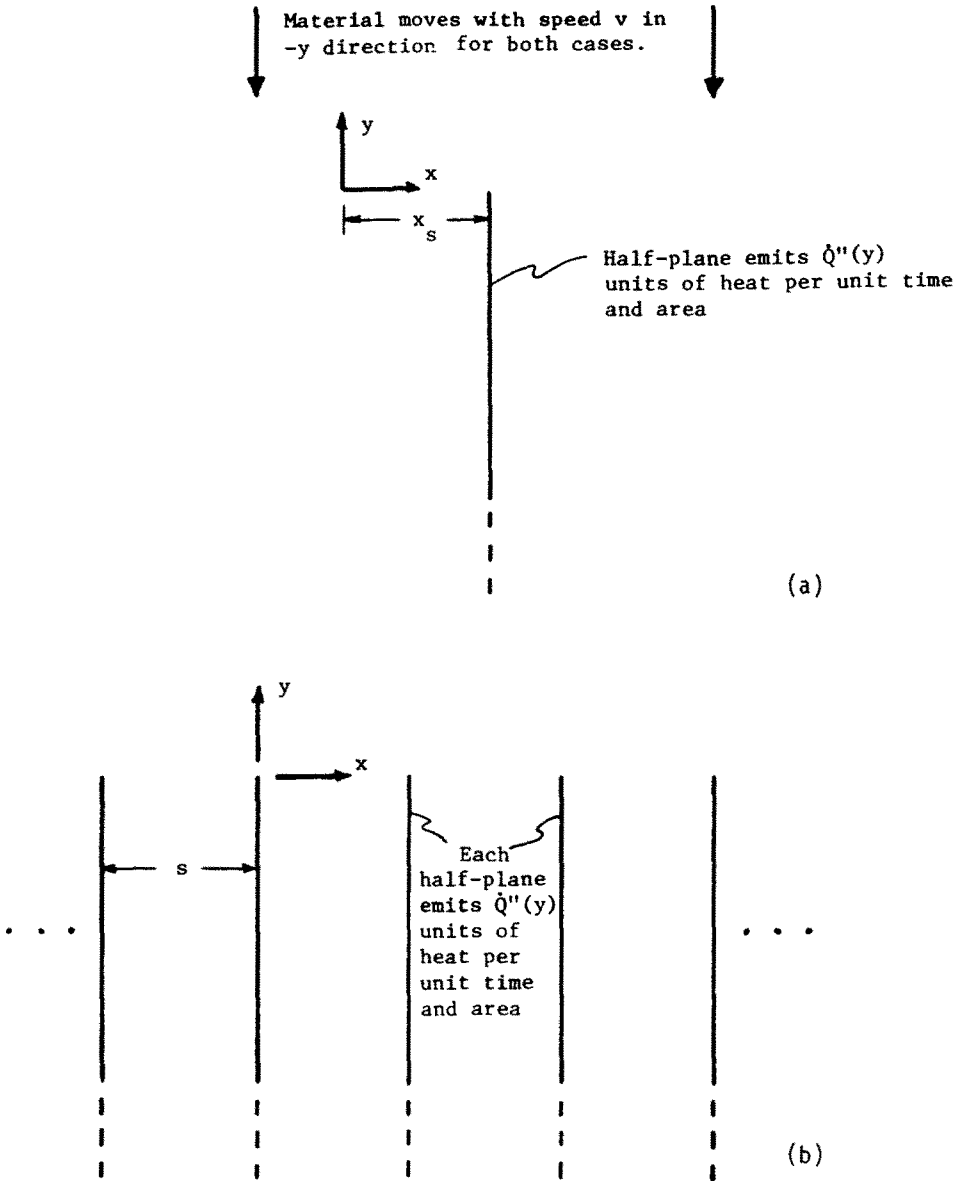 Material moves with speed v in
-y direction for both cases.
y
x
x_s
Half-plane emits Q̇"(y)
units of heat per unit time
and area
(a)
y
x
s
Each
half-plane
emits Q̇"(y)
units of
heat per
unit time
and area
. . .
. . .
(b)